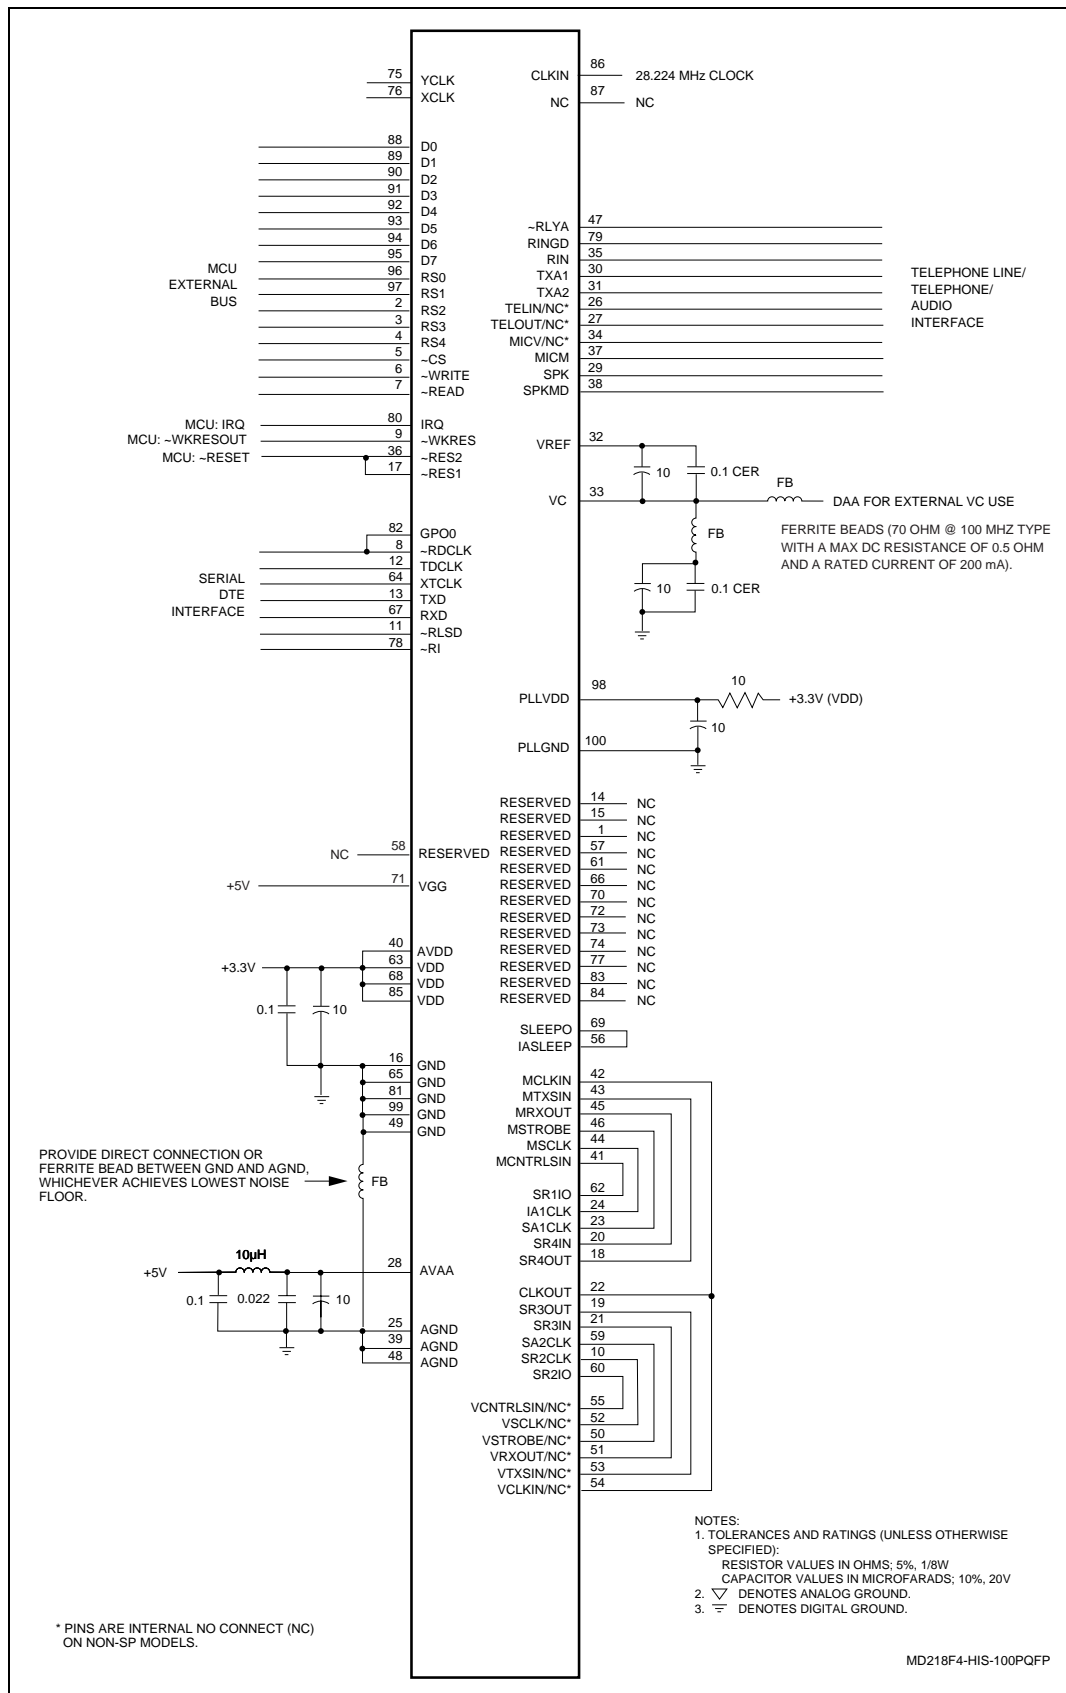 75 YCLK
76 XCLK
88 D0
89 D1
90 D2
91 D3
92 D4
93 D5
94 D6
95 D7
96 RS0
97 RS1
2 RS2
3 RS3
4 RS4
5 ~CS
6 ~WRITE
7 ~READ
MCU
EXTERNAL
BUS
MCU: IRQ 80 IRQ
MCU: ~WKRESOUT 9 ~WKRES
MCU: ~RESET 36 ~RES2
17 ~RES1
82 GPO0
8 ~RDCLK
12 TDCLK
64 XTCLK
13 TXD
67 RXD
11 ~RLSD
78 ~RI
SERIAL
DTE
INTERFACE
NC 58 RESERVED
+5V 71 VGG
40 AVDD
+3.3V 63 VDD
68 VDD
85 VDD
0.1 10
16 GND
65 GND
81 GND
99 GND
49 GND
PROVIDE DIRECT CONNECTION OR
FERRITE BEAD BETWEEN GND AND AGND,
WHICHEVER ACHIEVES LOWEST NOISE
FLOOR.
FB
10µH
+5V 28 AVAA
0.1 0.022 10
25 AGND
39 AGND
48 AGND
CLKIN 86 28.224 MHz CLOCK
NC 87 NC
~RLYA 47
RINGD 79
RIN 35
TXA1 30
TXA2 31
TELIN/NC* 26
TELOUT/NC* 27
MICV/NC* 34
MICM 37
SPK 29
SPKMD 38
TELEPHONE LINE/
TELEPHONE/
AUDIO
INTERFACE
VREF 32
10 0.1 CER
VC 33 FB DAA FOR EXTERNAL VC USE
FB
10 0.1 CER
FERRITE BEADS (70 OHM @ 100 MHZ TYPE
WITH A MAX DC RESISTANCE OF 0.5 OHM
AND A RATED CURRENT OF 200 mA).
PLLVDD 98 10 +3.3V (VDD)
10
PLLGND 100
RESERVED 14 NC
RESERVED 15 NC
RESERVED 1 NC
RESERVED 57 NC
RESERVED 61 NC
RESERVED 66 NC
RESERVED 70 NC
RESERVED 72 NC
RESERVED 73 NC
RESERVED 74 NC
RESERVED 77 NC
RESERVED 83 NC
RESERVED 84 NC
SLEEPO 69
IASLEEP 56
MCLKIN 42
MTXSIN 43
MRXOUT 45
MSTROBE 46
MSCLK 44
MCNTRLSIN 41
SR1IO 62
IA1CLK 24
SA1CLK 23
SR4IN 20
SR4OUT 18
CLKOUT 22
SR3OUT 19
SR3IN 21
SA2CLK 59
SR2CLK 10
SR2IO 60
VCNTRLSIN/NC* 55
VSCLK/NC* 52
VSTROBE/NC* 50
VRXOUT/NC* 51
VTXSIN/NC* 53
VCLKIN/NC* 54
NOTES:
1. TOLERANCES AND RATINGS (UNLESS OTHERWISE
SPECIFIED):
RESISTOR VALUES IN OHMS; 5%, 1/8W
CAPACITOR VALUES IN MICROFARADS; 10%, 20V
2. DENOTES ANALOG GROUND.
3. DENOTES DIGITAL GROUND.
* PINS ARE INTERNAL NO CONNECT (NC)
ON NON-SP MODELS.
MD218F4-HIS-100PQFP